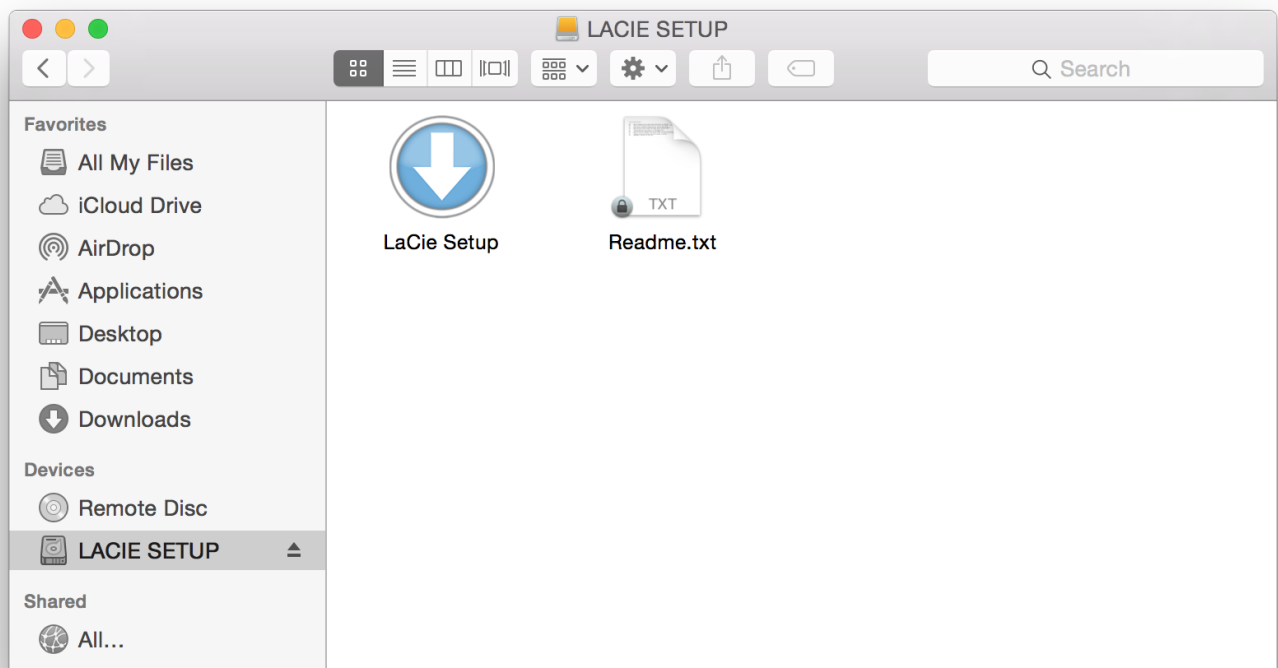 LACIE SETUP
Search
Favorites
All My Files
iCloud Drive
AirDrop
Applications
Desktop
Documents
Downloads
Devices
Remote Disc
LACIE SETUP
Shared
All...
TXT
LaCie Setup
Readme.txt